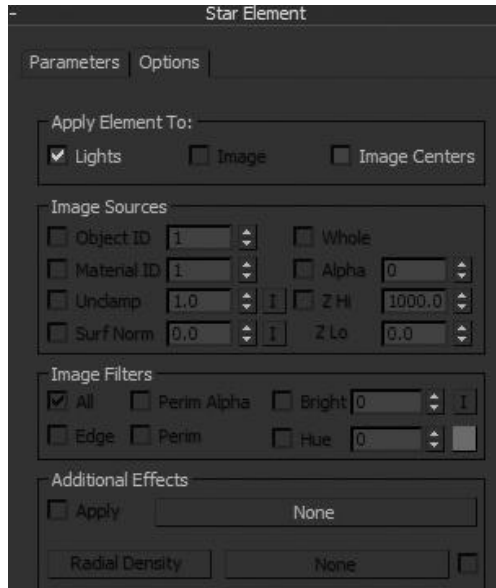 - Star Element
Parameters Options
Apply Element To:
Lights Image Image Centers
Image Sources
Object ID 1 Whole
Material ID 1 Alpha 0
Unclamp 1.0 I Z Hi 1000.0
Surf Norm 0.0 I Z Lo 0.0
Image Filters
All Perim Alpha Bright 0 I
Edge Perim Hue 0
Additional Effects
Apply None
Radial Density None